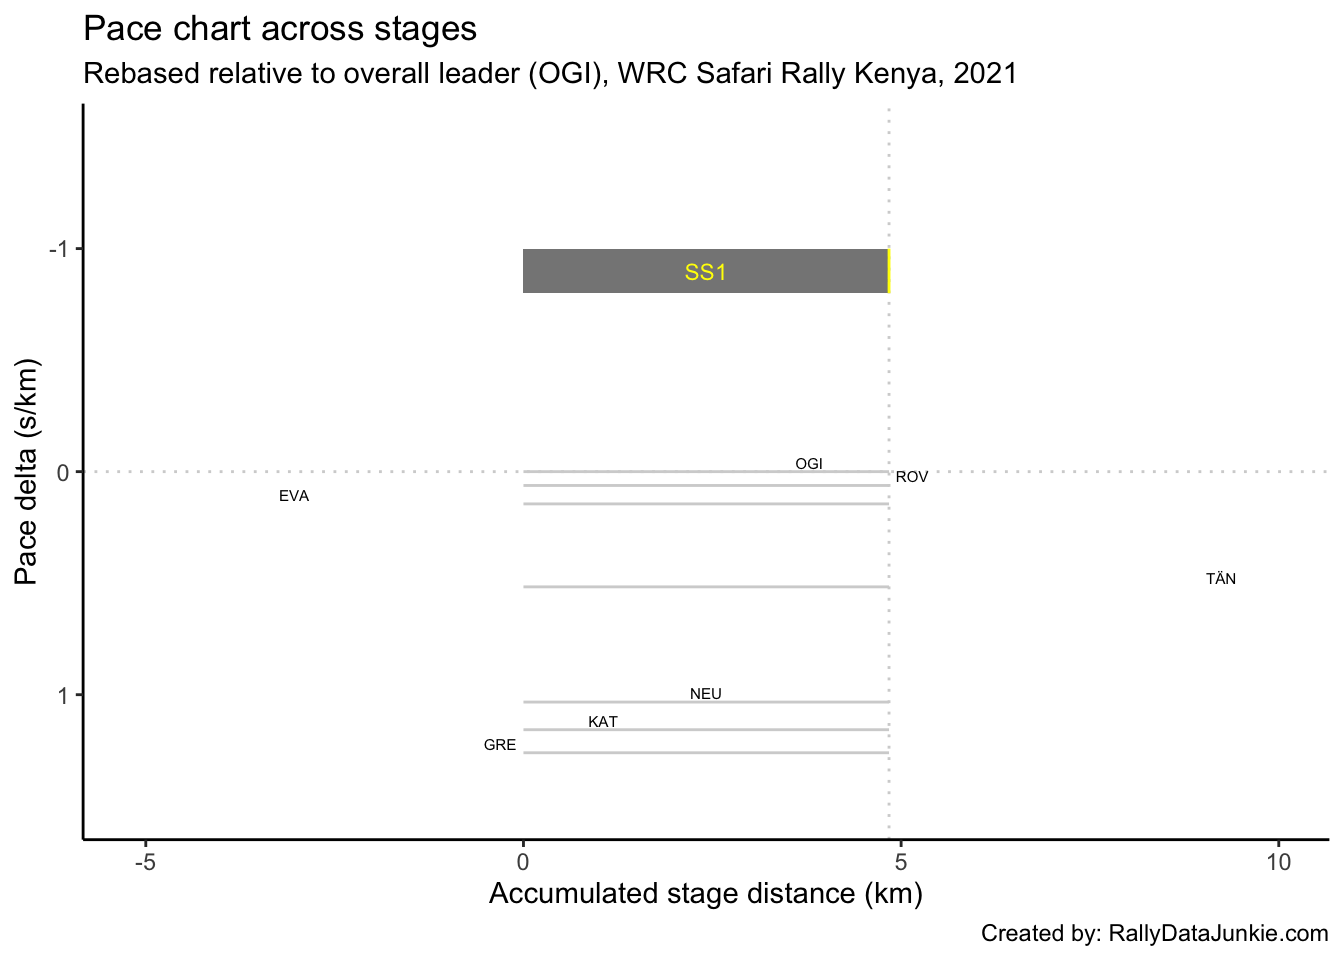 Pace chart across stages
Rebased relative to overall leader (OGI), WRC Safari Rally Kenya, 2021
-1
SS1
Pace delta (s/km)
0
OGI
ROV
EVA
TÄN
1
NEU
KAT
GRE
-5
0
5
10
Accumulated stage distance (km)
Created by: RallyDataJunkie.com